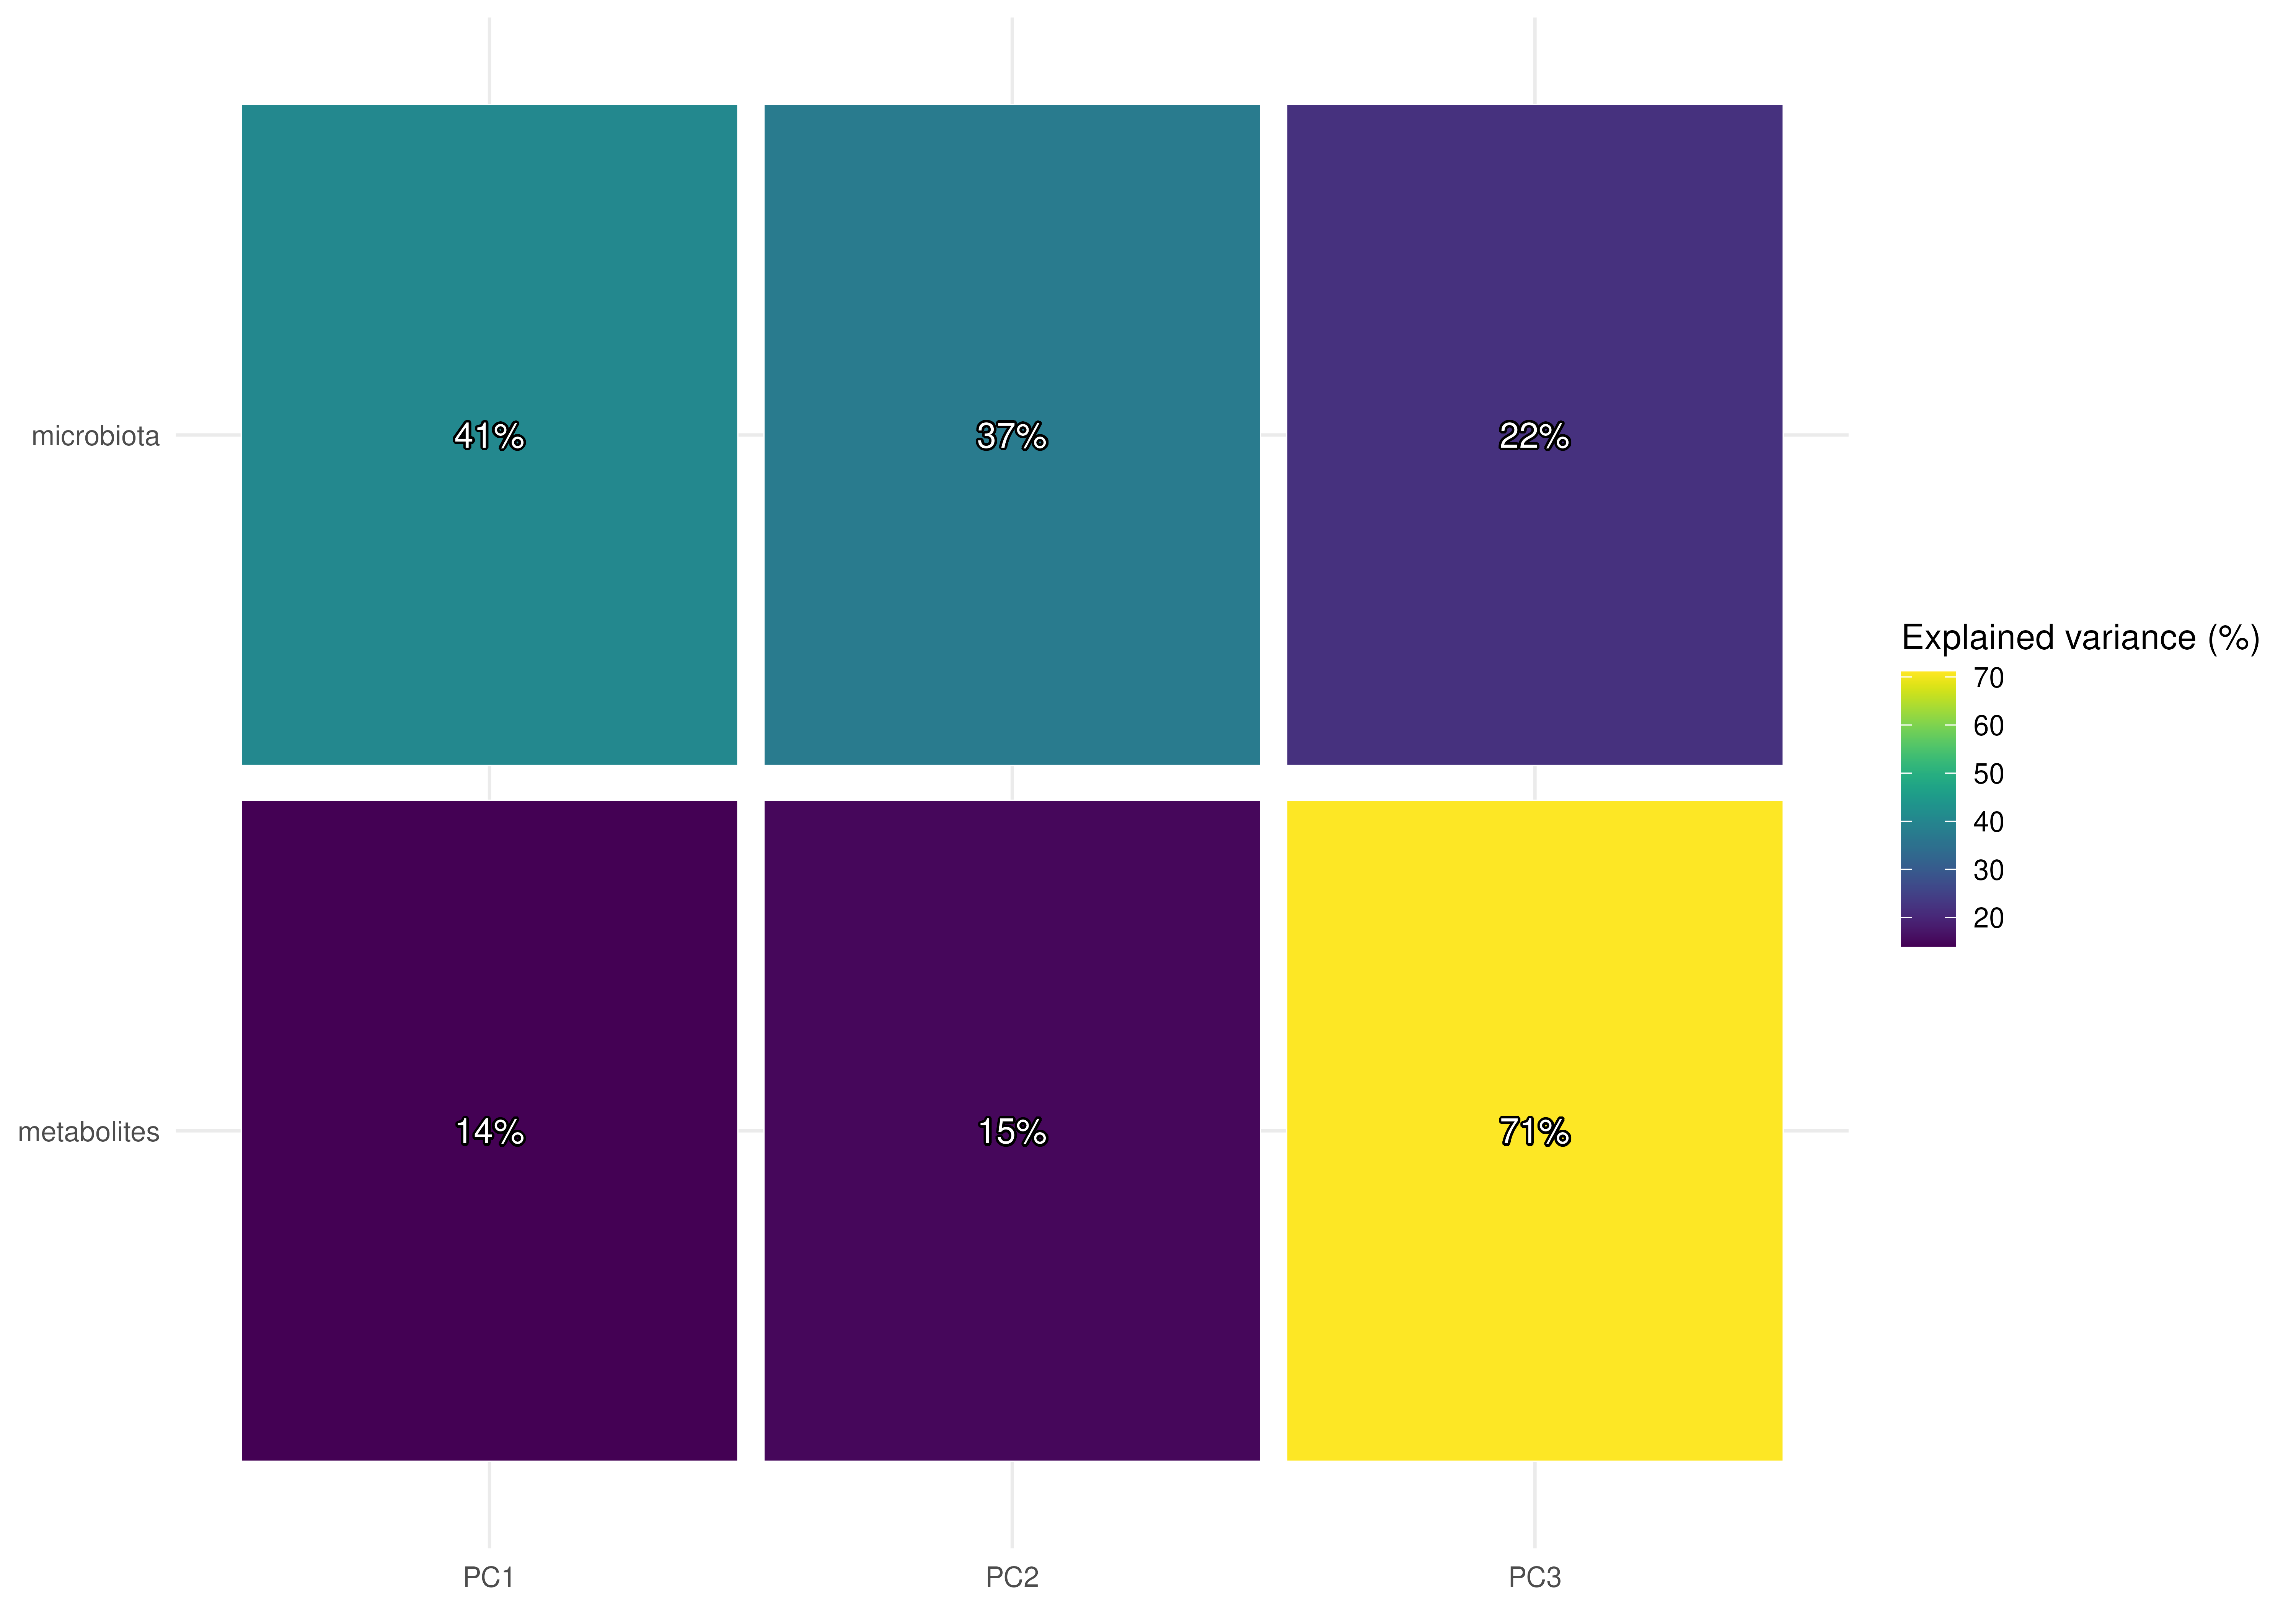 microbiota
41%
37%
22%
metabolites
14%
15%
71%
PC1
PC2
PC3
Explained variance (%)
70
60
50
40
30
20